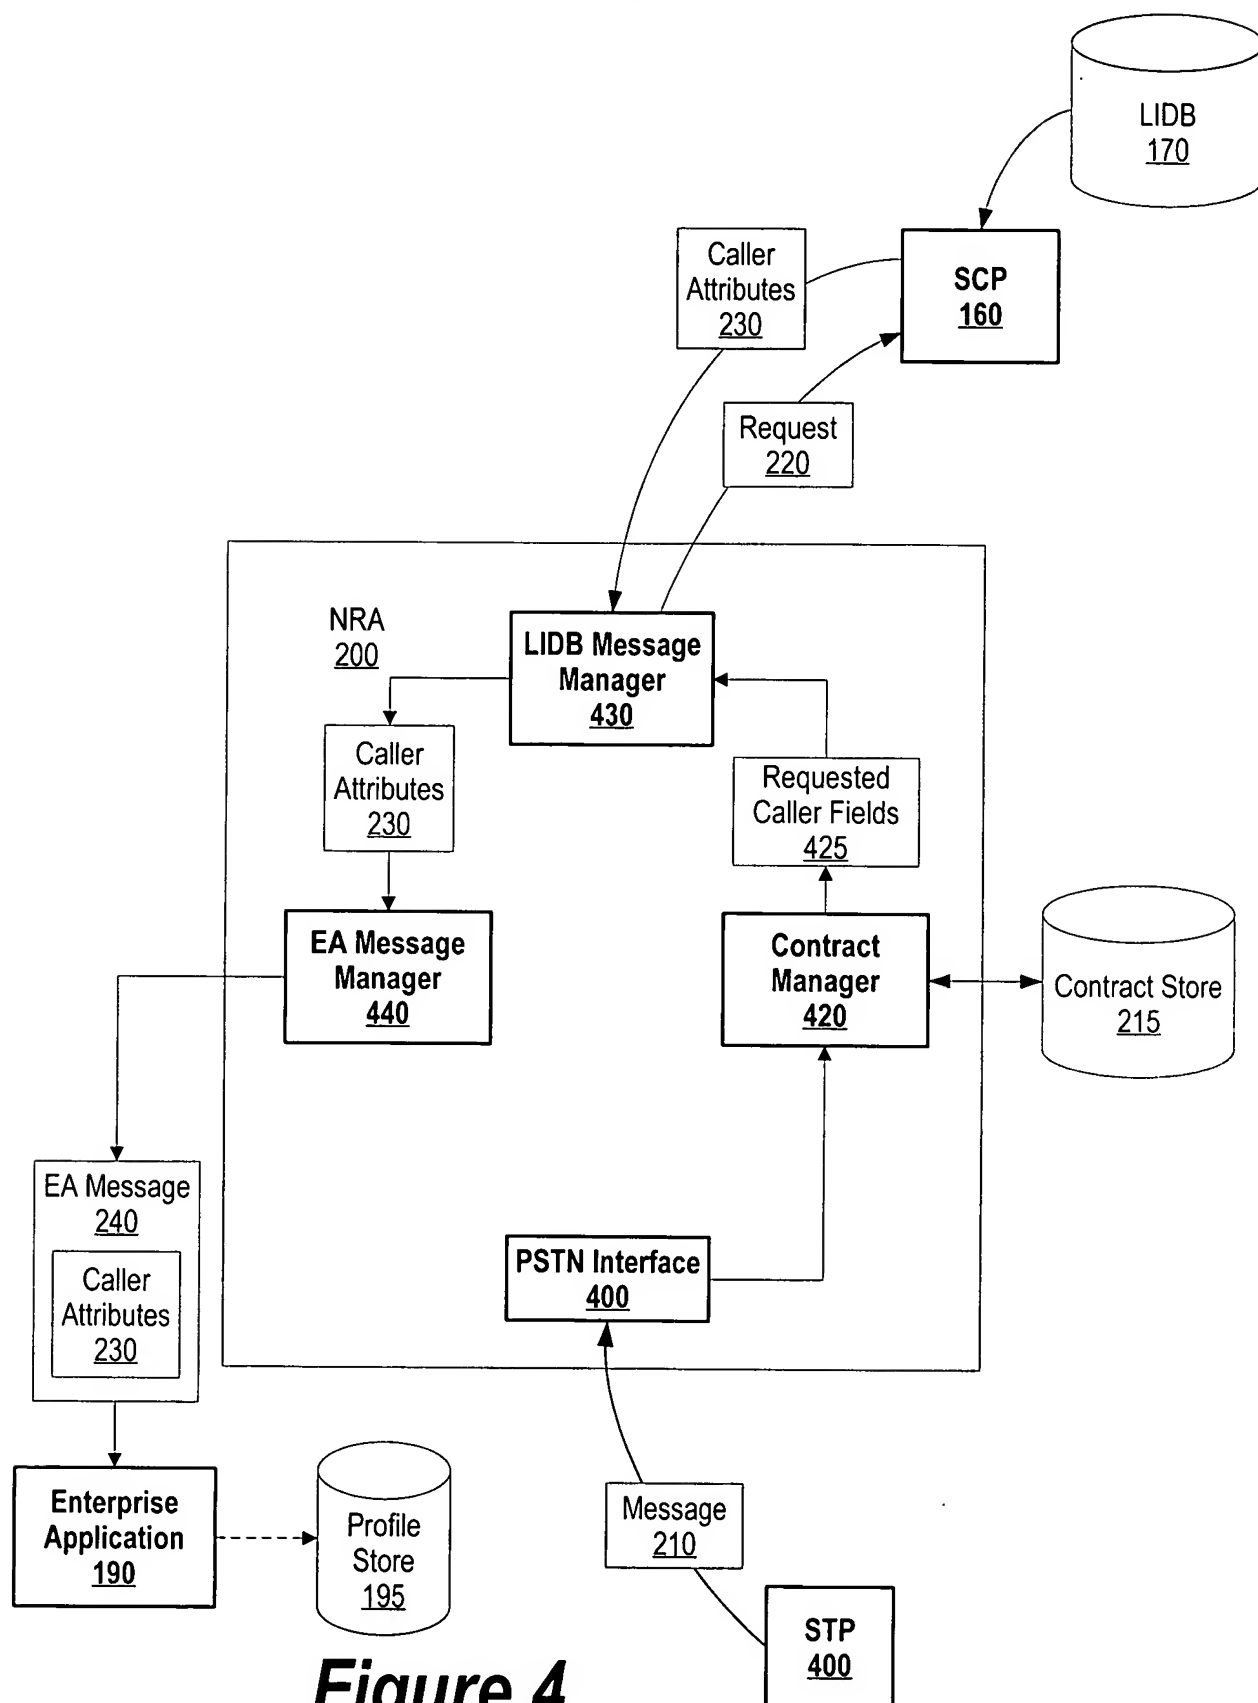 LIDB
170
Caller
Attributes
230
SCP
160
Request
220
NRA
200
LIDB Message
Manager
430
Caller
Attributes
230
Requested
Caller Fields
425
EA Message
Manager
440
Contract
Manager
420
Contract Store
215
EA Message
240
Caller
Attributes
230
PSTN Interface
400
Enterprise
Application
190
Profile
Store
195
Message
210
STP
400
Figure 4